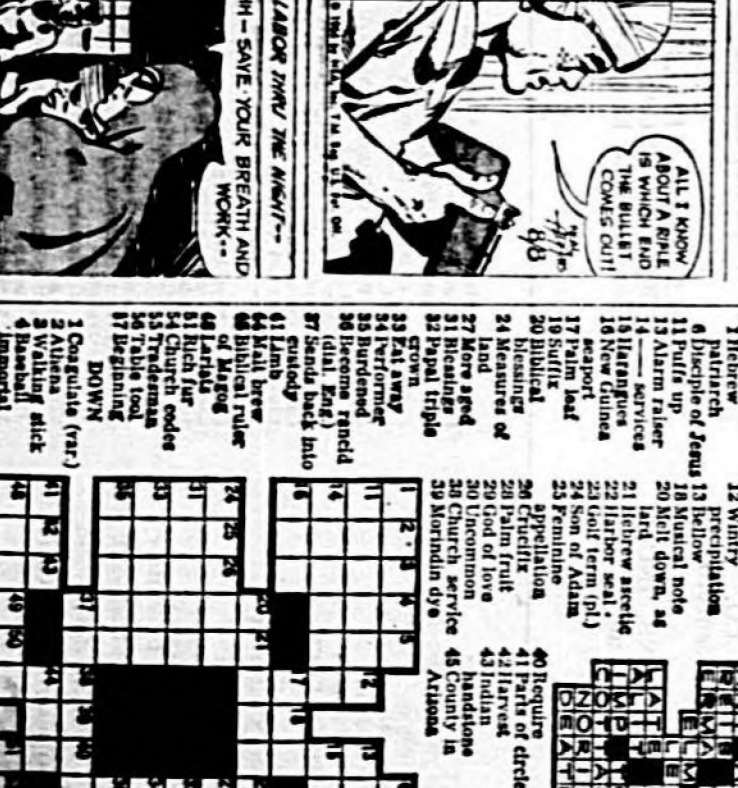 ALL I KNOW
ABOUT A RIFLE
IS WHICH END
THE BULLET
COMES OUT!
8/8
LABOR THRU THE NIGHT--
SAVE YOUR BREATH AND
WORK--
1 Hebrew
patriarch
6 Disciple of Jesus
11 Puffs up
13 Alarm raiser
14 —— services
15 Harangues
16 New Guinea
seaport
17 Palm leaf
19 Suffix
20 Biblical
blessings
24 Measures of
land
27 More aged
31 Blessings
32 Papal triple
crown
33 Eat away
34 Performer
35 Burdened
36 Become rancid
(dial. Eng.)
37 Sends back into
custody
41 Limb
44 Malt brew
45 Biblical ruler
of Magog
48 Lariats
51 Rich fur
54 Church codes
55 Tradesman
56 Table tool
57 Beginning
DOWN
1 Coagulate (var.)
2 Athena
3 Walking stick
4 Baseball
immortal
12 Wintry
precipitation
13 Bellow
18 Musical note
20 Melt down, as
lard
21 Hebrew ascetic
22 Harbor seal
23 Golf term (pl.)
24 Son of Adam
25 Feminine
appellation
26 Crucifix
28 Palm fruit
29 God of love
30 Uncommon
38 Church service
39 Morindin dye
40 Require
41 Parts of circle
42 Harvest
43 Indian
handstone
45 County in
Arizona